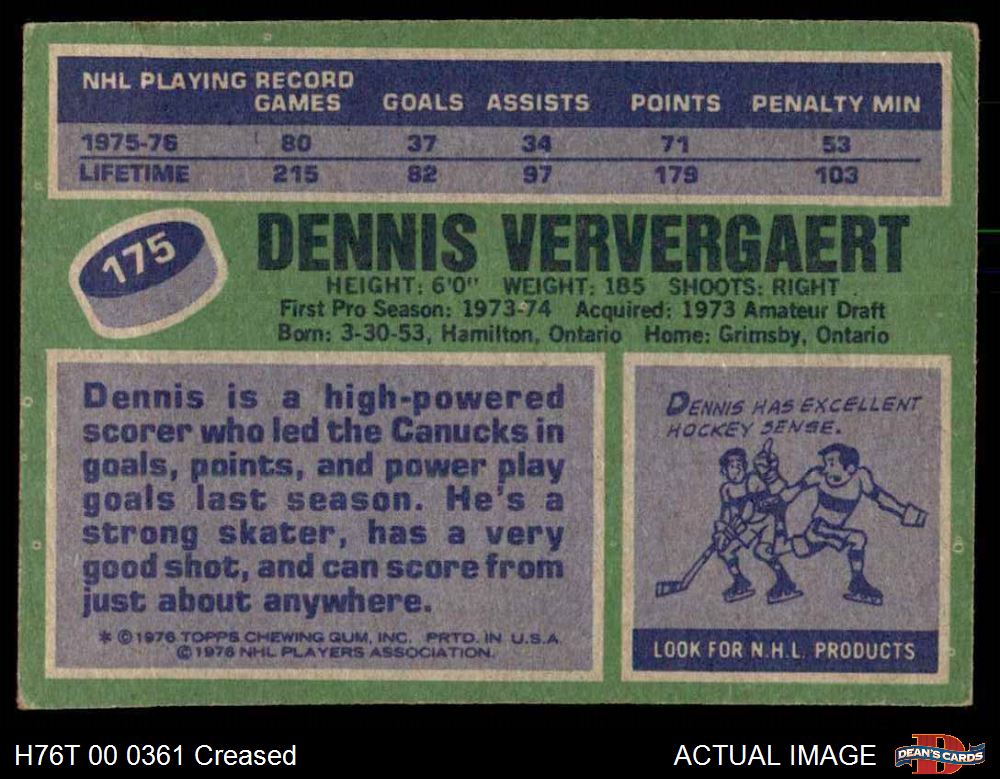 NHL PLAYING RECORD
GAMES GOALS ASSISTS POINTS PENALTY MIN
1975-76 80 37 34 71 53
LIFETIME 215 82 97 179 103
175
DENNIS VERVERGAERT
HEIGHT: 6'0" WEIGHT: 185 SHOOTS: RIGHT
First Pro Season: 1973-74 Acquired: 1973 Amateur Draft
Born: 3-30-53, Hamilton, Ontario Home: Grimsby, Ontario
Dennis is a high-powered
scorer who led the Canucks in
goals, points, and power play
goals last season. He's a
strong skater, has a very
good shot, and can score from
just about anywhere.
* © 1976 TOPPS CHEWING GUM, INC. PRTD. IN U.S.A.
© 1976 NHL PLAYERS ASSOCIATION.
DENNIS HAS EXCELLENT
HOCKEY SENSE.
LOOK FOR N.H.L. PRODUCTS
H76T 00 0361 Creased
ACTUAL IMAGE
D
DEAN'S CARDS